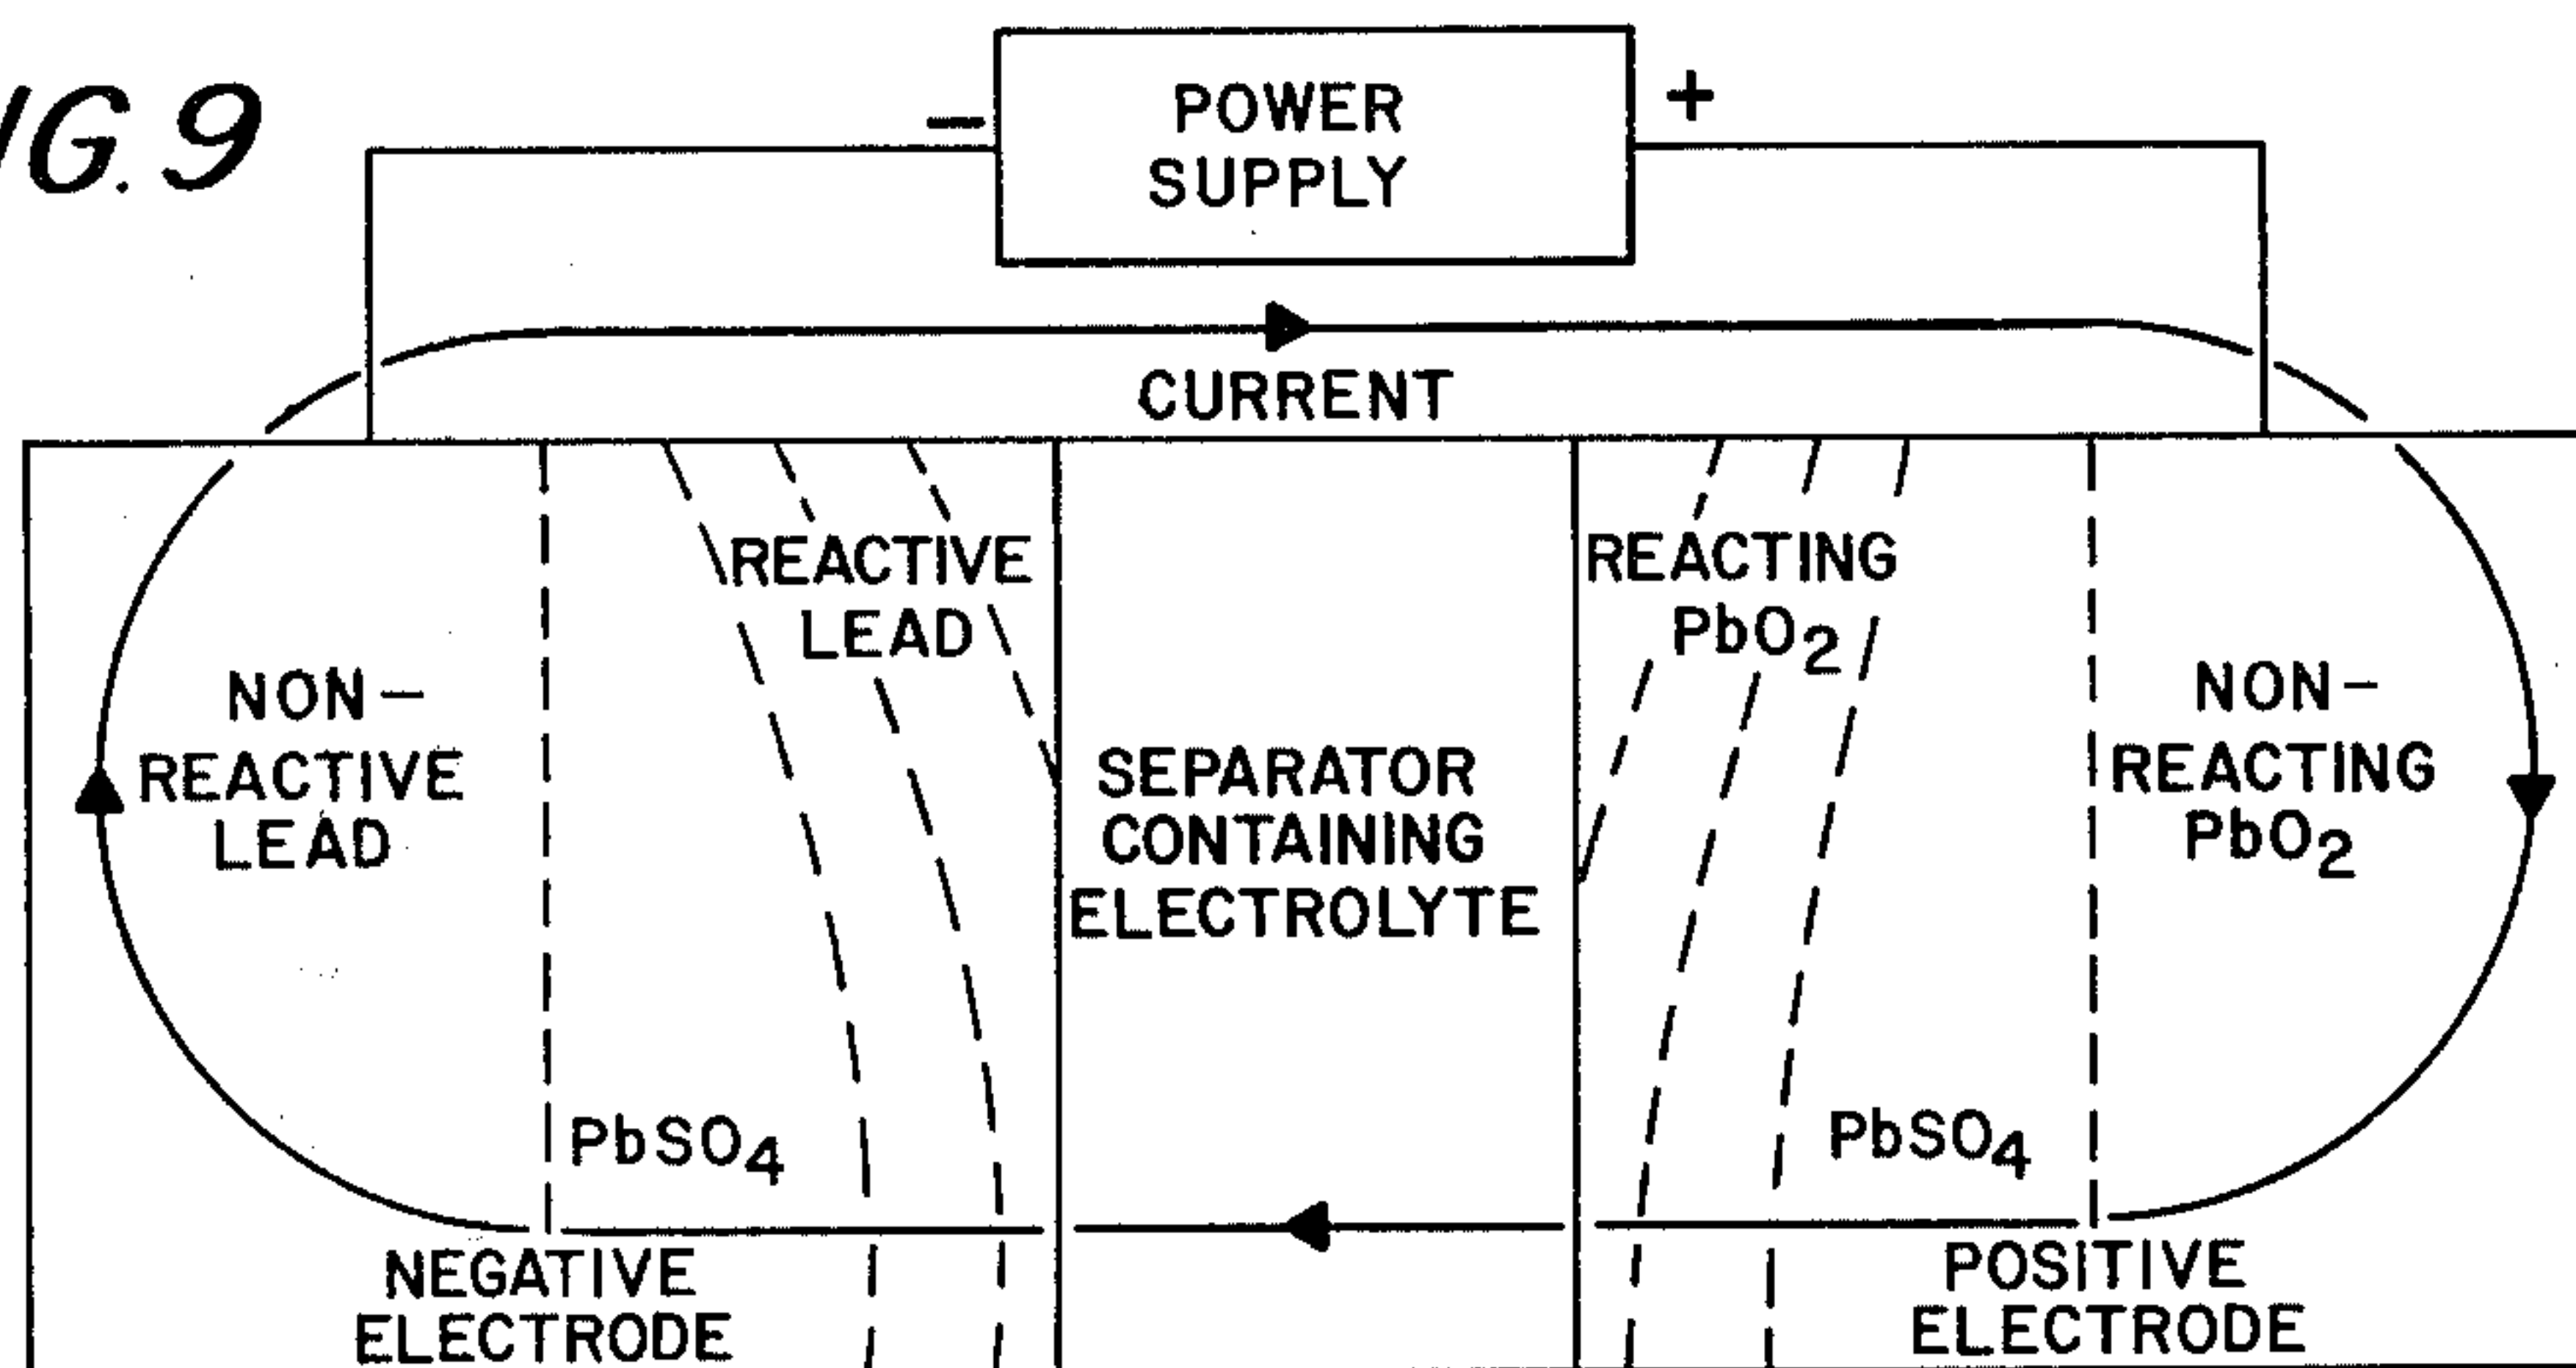 IG. 9
POWER
SUPPLY
−
+
CURRENT
REACTIVE
LEAD
REACTING
PbO2
NON-
REACTIVE
LEAD
SEPARATOR
CONTAINING
ELECTROLYTE
NON-
REACTING
PbO2
PbSO4
PbSO4
NEGATIVE
ELECTRODE
POSITIVE
ELECTRODE